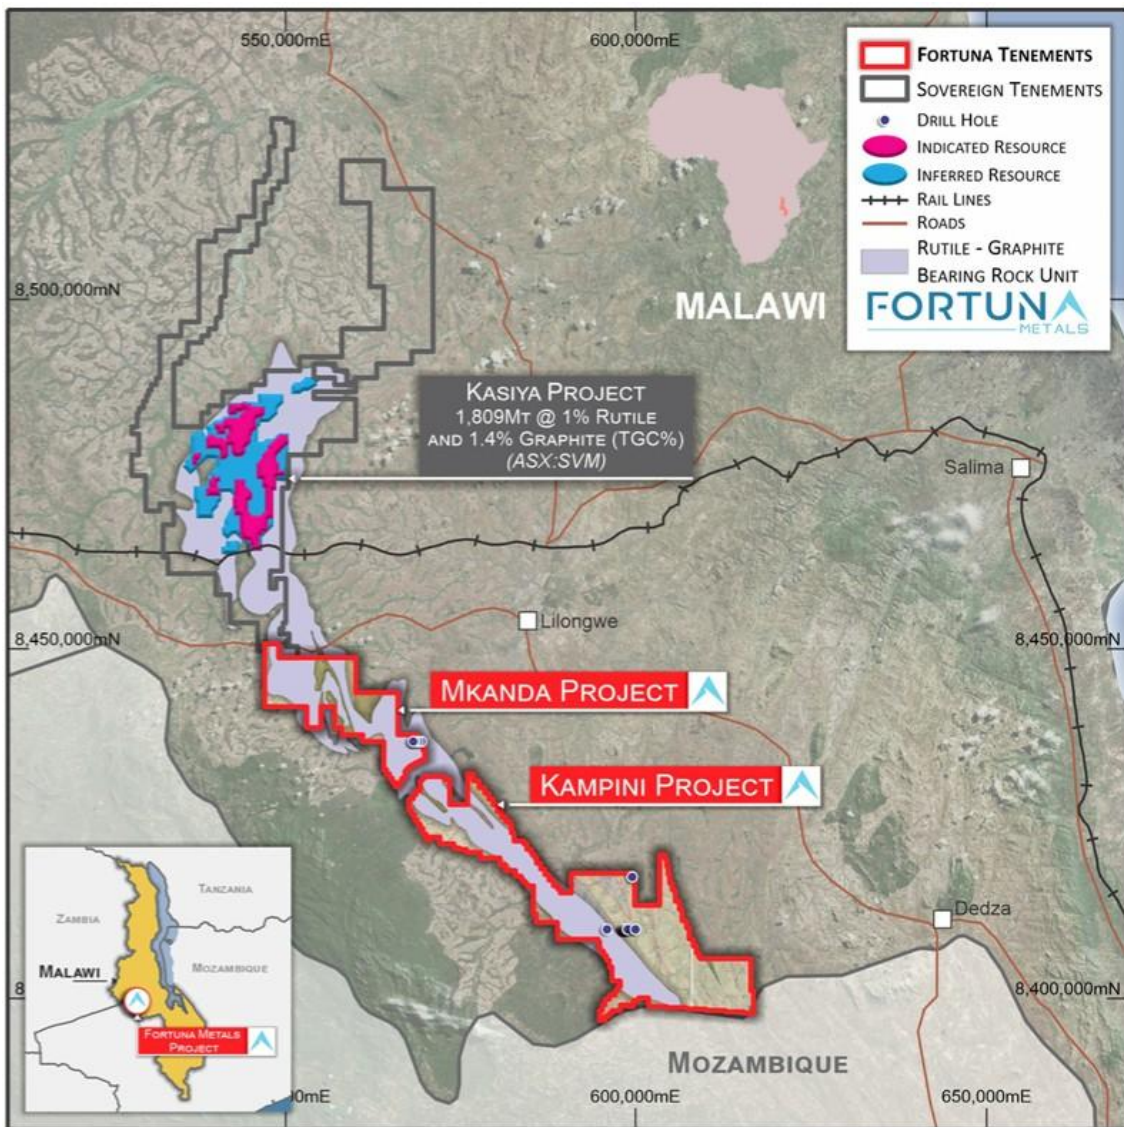 550,000mE
600,000mE
FORTUNA TENEMENTS
SOVEREIGN TENEMENTS
DRILL HOLE
INDICATED RESOURCE
INFERRED RESOURCE
RAIL LINES
ROADS
RUTILE - GRAPHITE
BEARING ROCK UNIT
FORTUNA
METALS
8,500,000mN
MALAWI
KASIYA PROJECT
1,809MT @ 1% RUTILE
AND 1.4% GRAPHITE (TGC%)
(ASX:SVM)
Salima
Lilongwe
8,450,000mN
8,450,000mN
MKANDA PROJECT
KAMPINI PROJECT
Dedza
TANZANIA
ZAMBIA
MALAWI
MOZAMBIQUE
FORTUNA METALS
PROJECT
8,400,000mN
MOZAMBIQUE
600,000mE
650,000mE